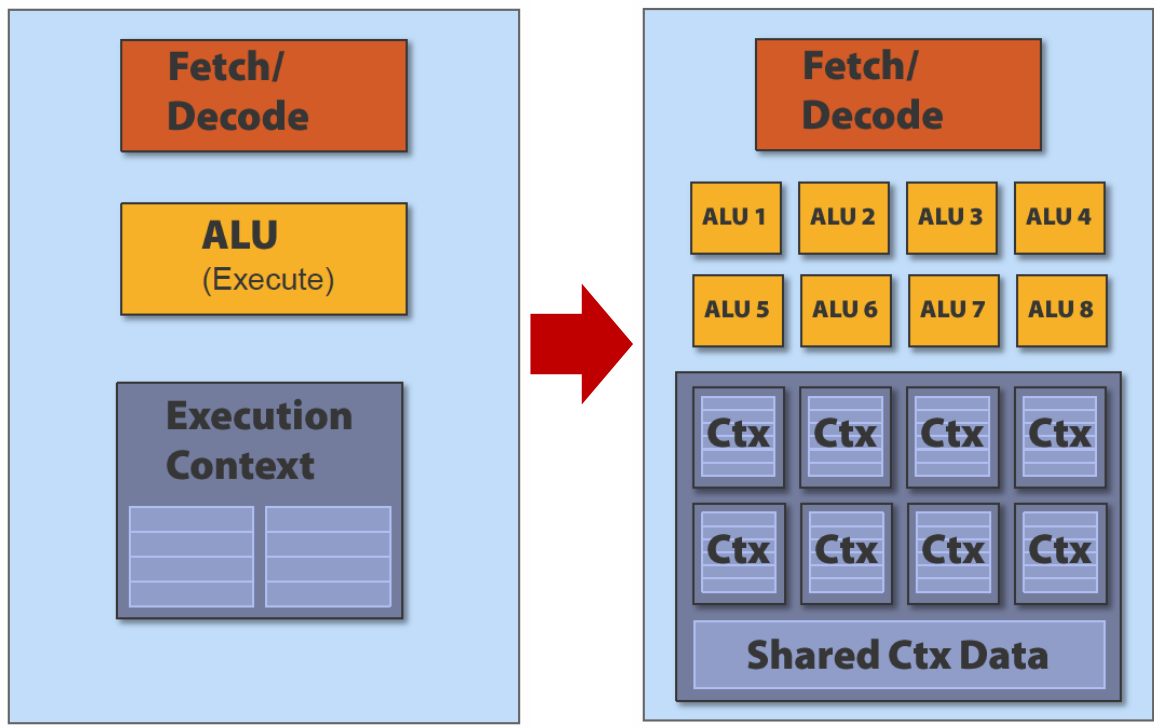 Fetch/
Decode
ALU
(Execute)
Execution
Context
Fetch/
Decode
ALU 1
ALU 2
ALU 3
ALU 4
ALU 5
ALU 6
ALU 7
ALU 8
Ctx
Ctx
Ctx
Ctx
Ctx
Ctx
Ctx
Ctx
Shared Ctx Data